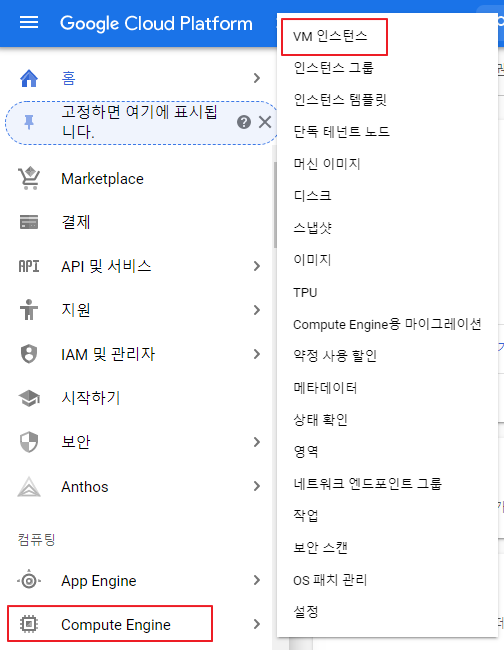 Google Cloud Platform
홈
고정하면 여기에 표시됩
니다.
Marketplace
결제
API 및 서비스
지원
IAM 및 관리자
시작하기
보안
Anthos
컴퓨팅
App Engine
Compute Engine
VM 인스턴스
인스턴스 그룹
인스턴스 템플릿
단독 테넌트 노드
머신 이미지
디스크
스냅샷
이미지
TPU
Compute Engine용 마이그레이션
약정 사용 할인
메타데이터
상태 확인
영역
네트워크 엔드포인트 그룹
작업
보안 스캔
OS 패치 관리
설정